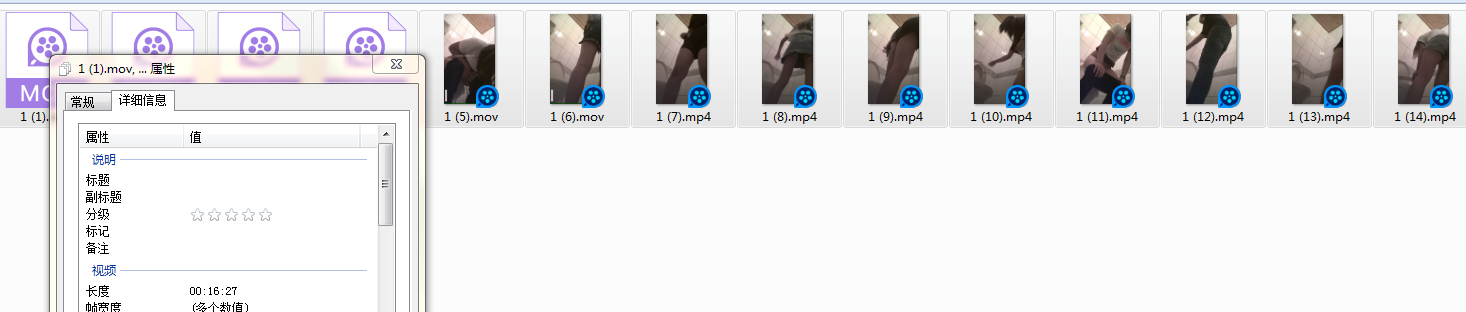 1 (1).mov, ... 属性
常规
详细信息
属性
值
说明
标题
副标题
分级
标记
备注
视频
长度
00:16:27
帧宽度
(多个数值)
MO
1 (1).
1 (5).mov
1 (6).mov
1 (7).mp4
1 (8).mp4
1 (9).mp4
1 (10).mp4
1 (11).mp4
1 (12).mp4
1 (13).mp4
1 (14).mp4